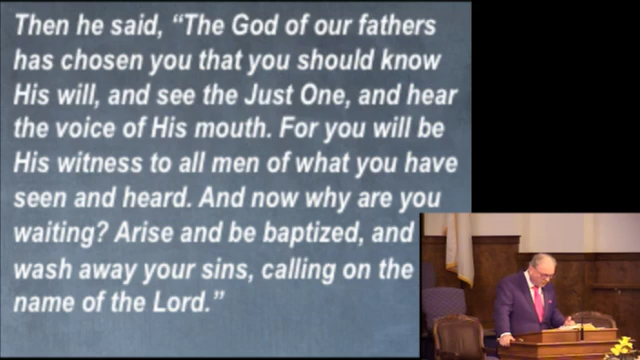 Then he said, “The God of our fathers
has chosen you that you should know
His will, and see the Just One, and hear
the voice of His mouth. For you will be
His witness to all men of what you have
seen and heard. And now why are you
waiting? Arise and be baptized, and
wash away your sins, calling on the
name of the Lord.”